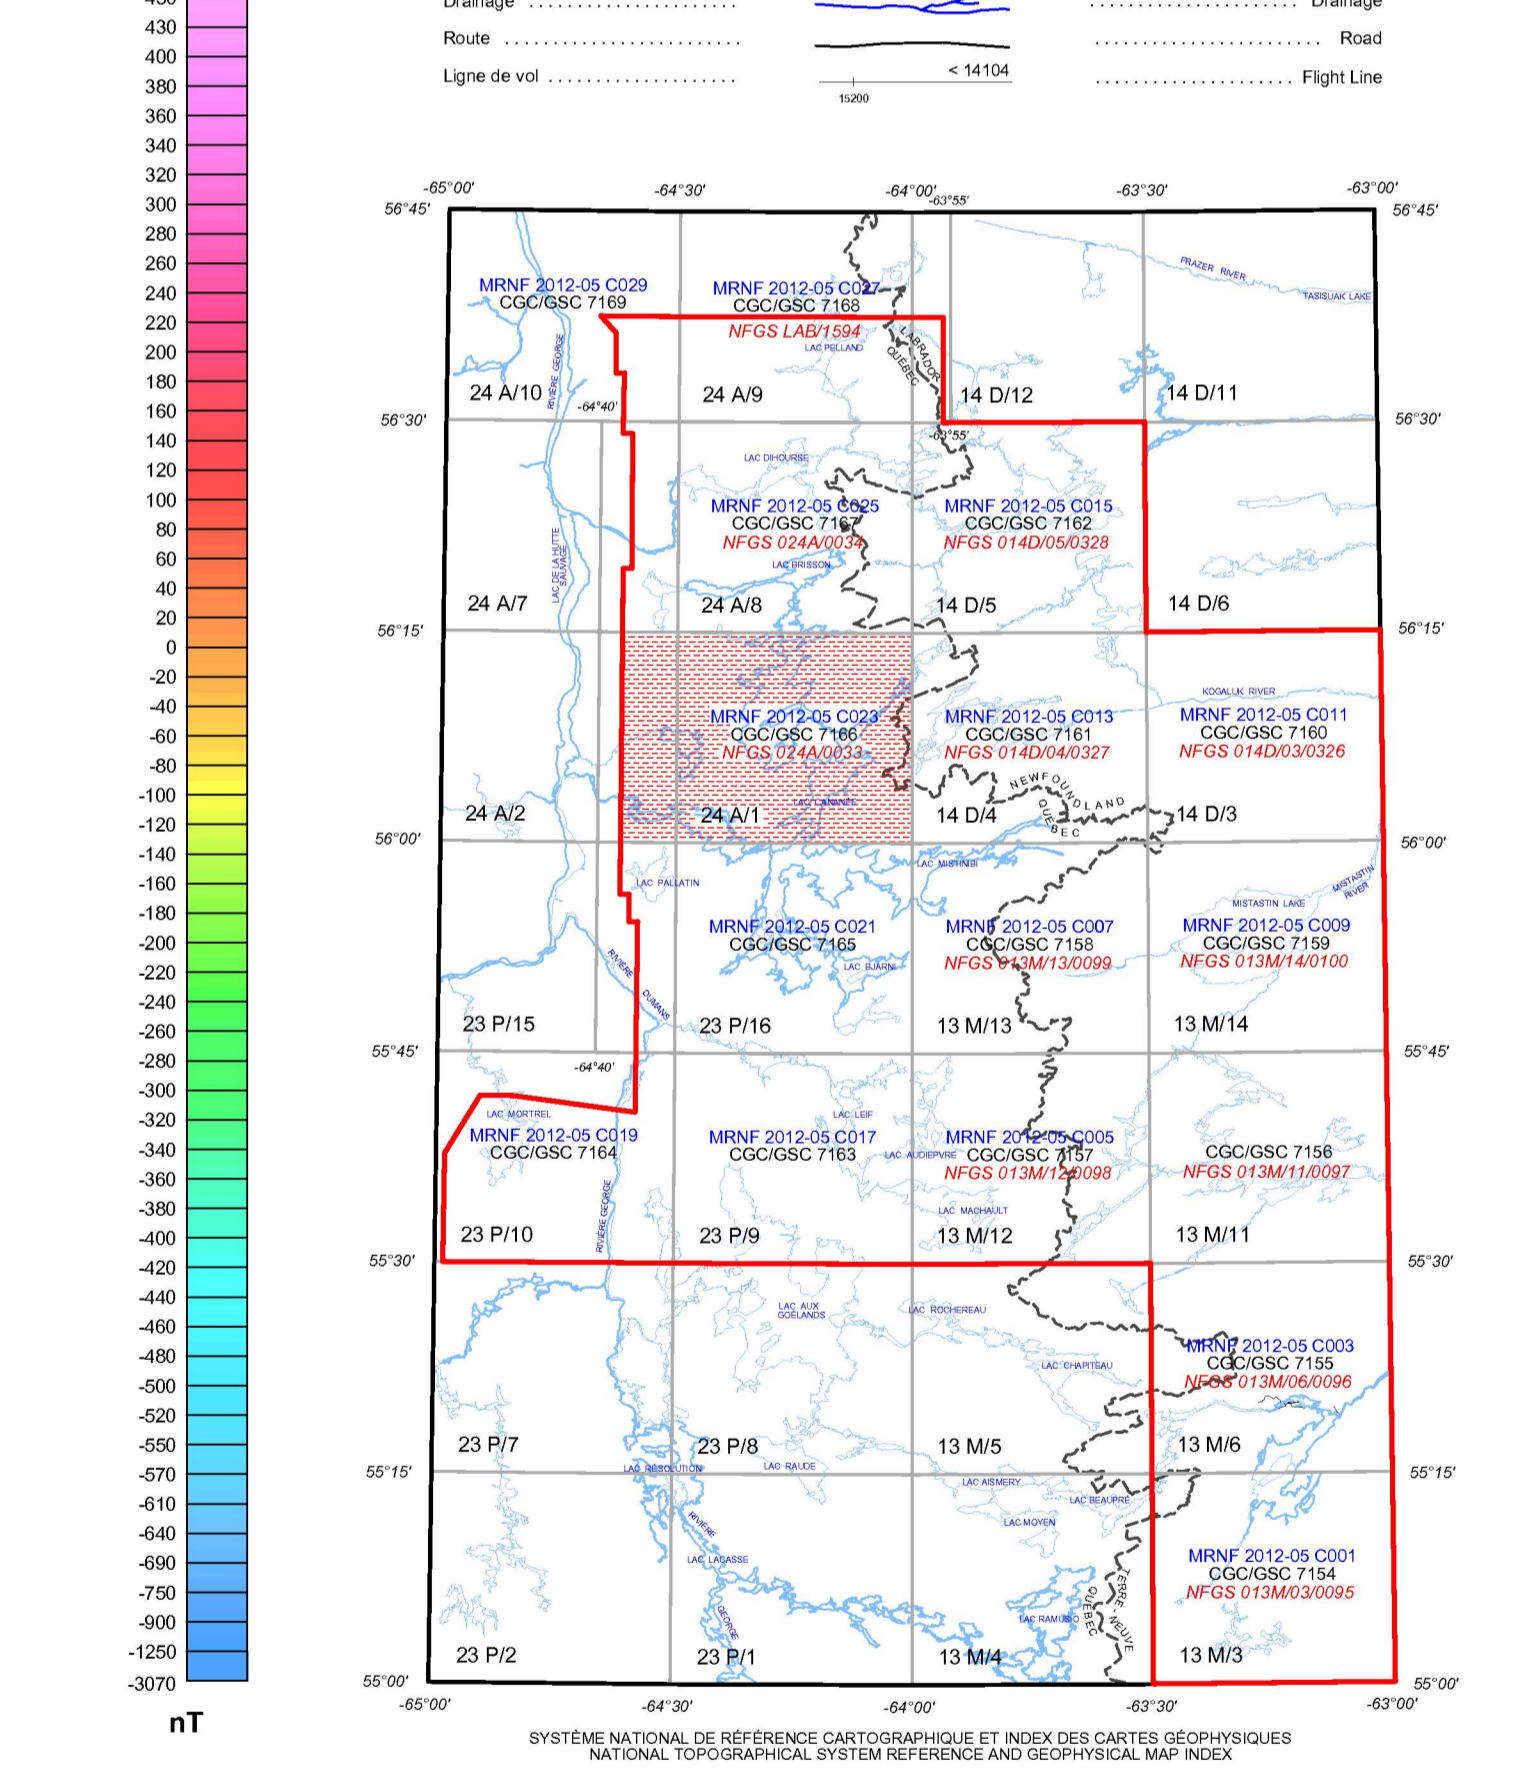 Drainage Drainage
Route Road
Ligne de vol < 14104 Flight Line
15200
430
400
380
360
340
320
300
280
260
240
220
200
180
160
140
120
100
80
60
40
20
0
-20
-40
-60
-80
-100
-120
-140
-160
-180
-200
-220
-240
-260
-280
-300
-320
-340
-360
-380
-400
-420
-440
-460
-480
-500
-520
-550
-570
-610
-640
-690
-750
-900
-1250
-3070
nT
-65°00' -64°30' -64°00' -63°30' -63°00'
-63°55'
56°45' 56°45'
FRAZER RIVER
TASISUAK LAKE
MRNF 2012-05 C029
CGC/GSC 7169
MRNF 2012-05 C027
CGC/GSC 7168
NFGS LAB/1594
LAC PELLAND
LABRADOR
QUÉBEC
RIVIÈRE GEORGE
24 A/10
24 A/9
14 D/12
14 D/11
-64°40'
56°30' 56°30'
-63°55'
LAC DIHOURSE
MRNF 2012-05 C025
CGC/GSC 7167
NFGS 024A/0034
MRNF 2012-05 C015
CGC/GSC 7162
NFGS 014D/05/0328
LAC BRISSON
LAC DE LA HUTTE
SAUVAGE
24 A/7
24 A/8
14 D/5
14 D/6
56°15' 56°15'
KOGALUK RIVER
MRNF 2012-05 C023
CGC/GSC 7166
NFGS 024A/0033
MRNF 2012-05 C013
CGC/GSC 7161
NFGS 014D/04/0327
MRNF 2012-05 C011
CGC/GSC 7160
NFGS 014D/03/0326
NEWFOUNDLAND
QUÉBEC
LAC CANANÉE
24 A/2
24 A/1
14 D/4
14 D/3
56°00' 56°00'
LAC MISTINIBI
LAC PALLATIN
MISTASTIN
RIVER
MISTASTIN LAKE
MRNF 2012-05 C021
CGC/GSC 7165
MRNF 2012-05 C007
CGC/GSC 7158
NFGS 013M/13/0099
MRNF 2012-05 C009
CGC/GSC 7159
NFGS 013M/14/0100
LAC BJARNI
RIVIÈRE
DUMANS
23 P/15
23 P/16
13 M/13
13 M/14
55°45' 55°45'
-64°40'
LAC MORTREL
LAC LEIF
MRNF 2012-05 C019
CGC/GSC 7164
MRNF 2012-05 C017
CGC/GSC 7163
LAC AUDIEPVRE
MRNF 2012-05 C005
CGC/GSC 7157
NFGS 013M/12/0098
CGC/GSC 7156
NFGS 013M/11/0097
LAC MACHAULT
RIVIÈRE GEORGE
23 P/10
23 P/9
13 M/12
13 M/11
55°30' 55°30'
LAC AUX
GOÉLANDS
LAC ROCHEREAU
LAC CHAPITEAU
MRNF 2012-05 C003
CGC/GSC 7155
NFGS 013M/06/0096
23 P/7
23 P/8
13 M/5
13 M/6
LAC RÉSOLUTION
LAC RAUDE
55°15' 55°15'
LAC AISMERY
LAC BEAUPRÉ
LAC MOYEN
RIVIÈRE
LAC LACASSE
GEORGE
MRNF 2012-05 C001
CGC/GSC 7154
NFGS 013M/03/0095
LAC RAMUSIO
QUÉBEC
TERRE-NEUVE
23 P/2
23 P/1
13 M/4
13 M/3
55°00' 55°00'
-65°00' -64°30' -64°00' -63°30' -63°00'
SYSTÈME NATIONAL DE RÉFÉRENCE CARTOGRAPHIQUE ET INDEX DES CARTES GÉOPHYSIQUES
NATIONAL TOPOGRAPHICAL SYSTEM REFERENCE AND GEOPHYSICAL MAP INDEX